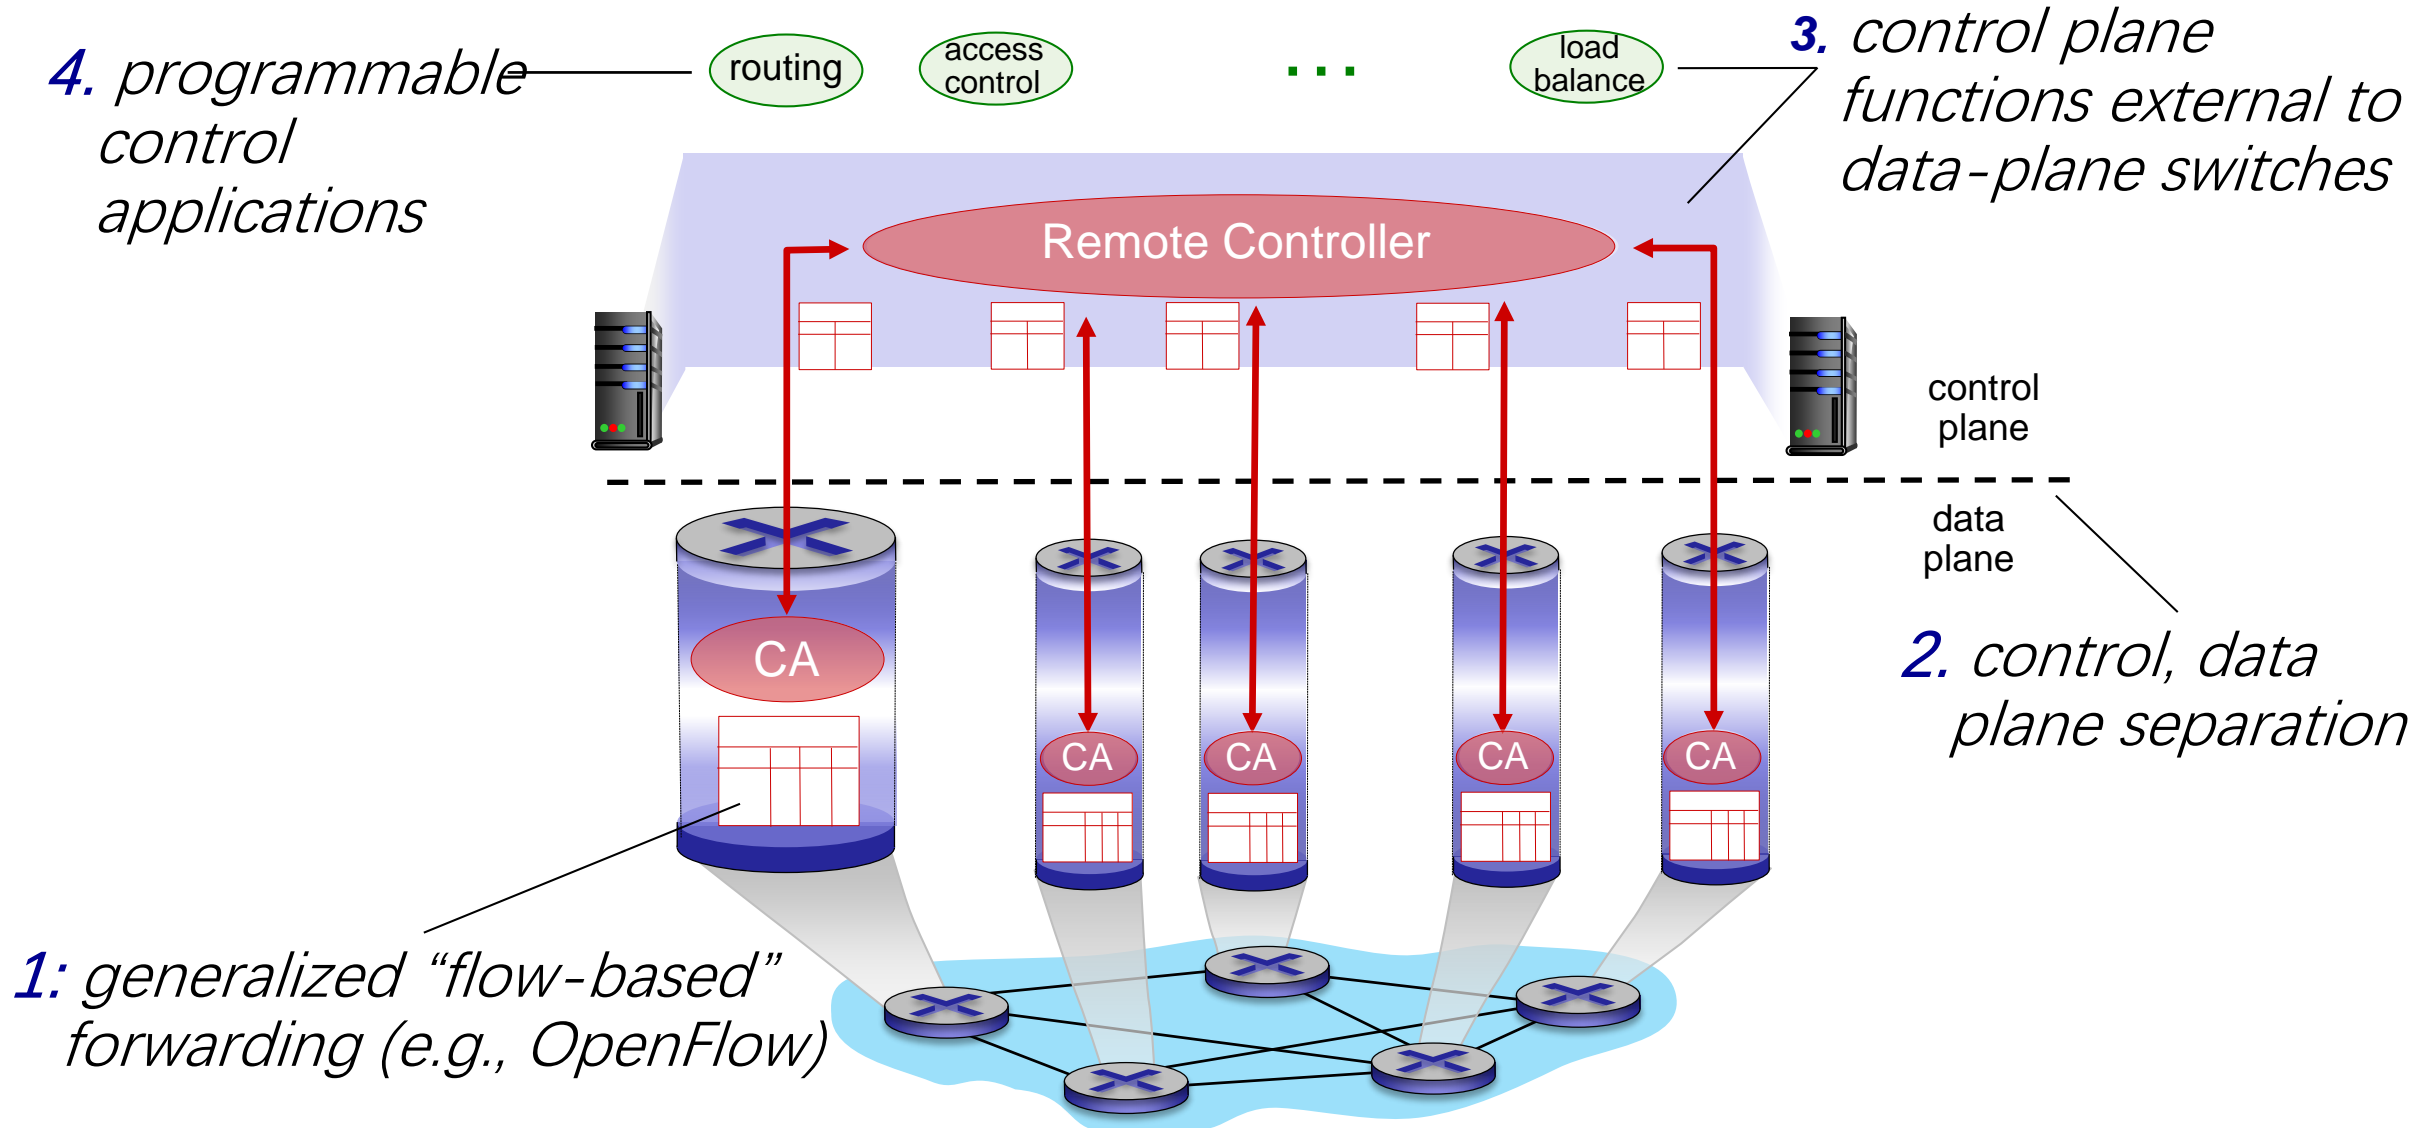 4. programmable
control
applications
routing
access
control
...
load
balance
3. control plane
functions external to
data-plane switches
Remote Controller
control
plane
data
plane
CA
CA
CA
CA
CA
2. control, data
plane separation
1: generalized “flow-based”
forwarding (e.g., OpenFlow)